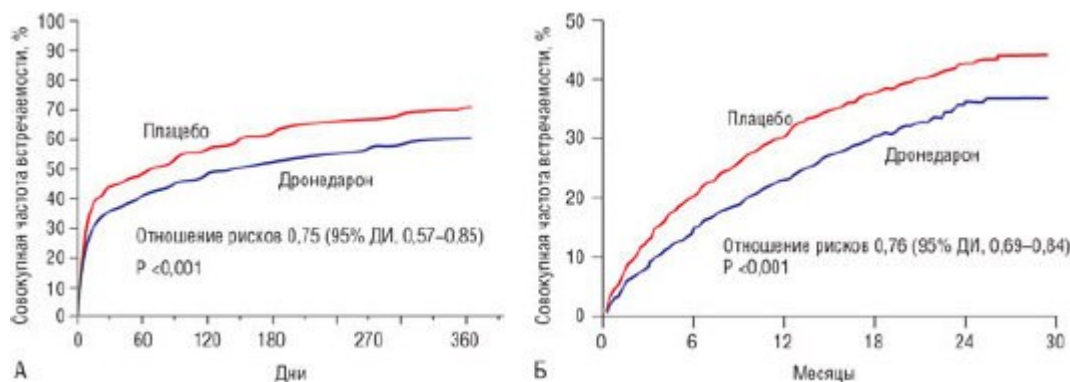 Совокупная частота встречаемости, %
100
90
80
70
60
50
40
30
20
10
0
Плацебо
Дронедарон
Отношение рисков 0,75 (95% ДИ, 0,57–0,85)
P <0,001
0 60 120 180 270 360
А Дни
Совокупная частота встречаемости, %
50
40
30
20
10
0
Плацебо
Дронедарон
Отношение рисков 0,76 (95% ДИ, 0,69–0,84)
P <0,001
0 6 12 18 24 30
Б Месяцы